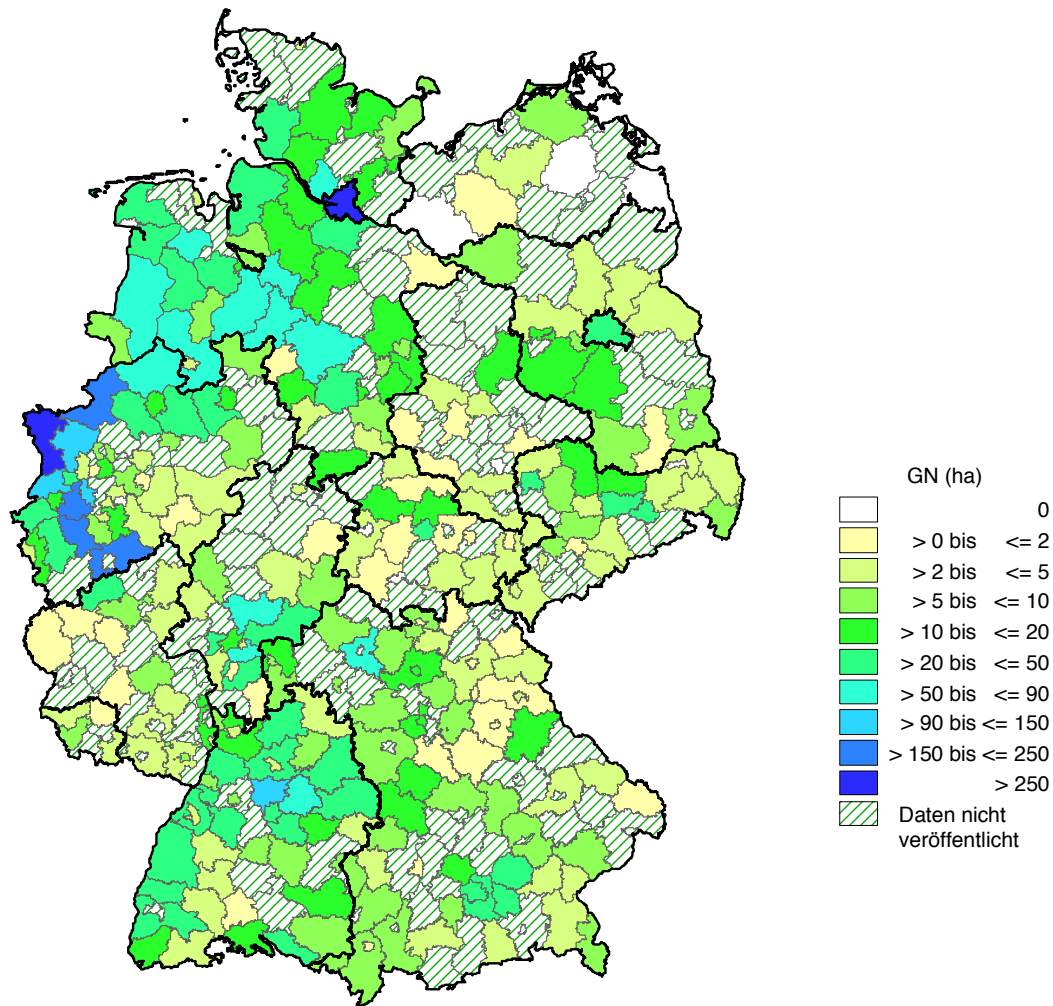 GN (ha)
0
> 0 bis <= 2
> 2 bis <= 5
> 5 bis <= 10
> 10 bis <= 20
> 20 bis <= 50
> 50 bis <= 90
> 90 bis <= 150
> 150 bis <= 250
> 250
Daten nicht
veröffentlicht